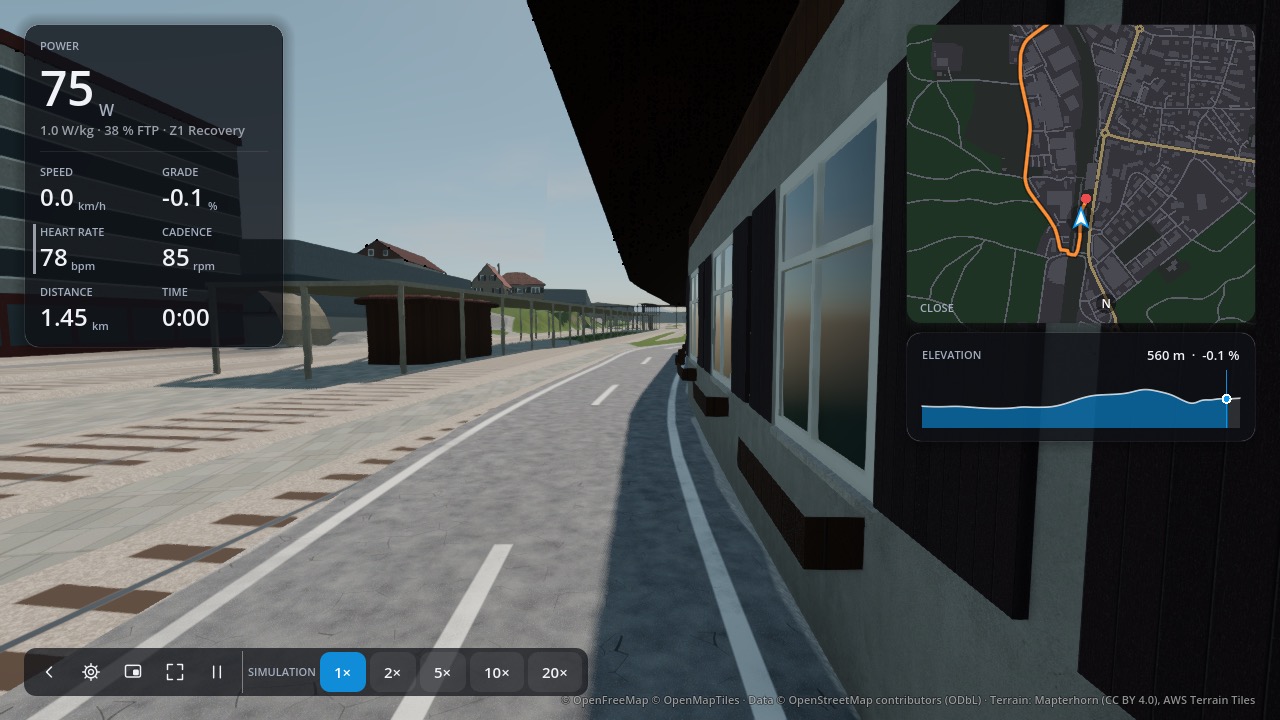 POWER
75 W
1.0 W/kg · 38 % FTP · Z1 Recovery
SPEED GRADE
0.0 km/h -0.1 %
HEART RATE CADENCE
78 bpm 85 rpm
DISTANCE TIME
1.45 km 0:00
CLOSE
N
ELEVATION 560 m · -0.1 %
SIMULATION 1× 2× 5× 10× 20×
© OpenFreeMap © OpenMapTiles · Data © OpenStreetMap contributors (ODbL) · Terrain: Mapterhorn (CC BY 4.0), AWS Terrain Tiles